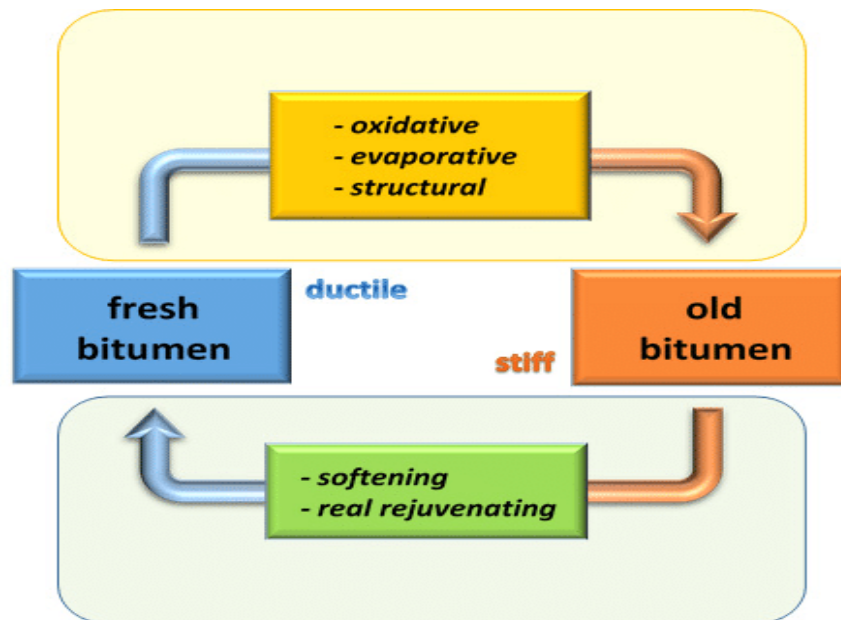 - oxidative
- evaporative
- structural
fresh
bitumen
ductile
stiff
old
bitumen
- softening
- real rejuvenating